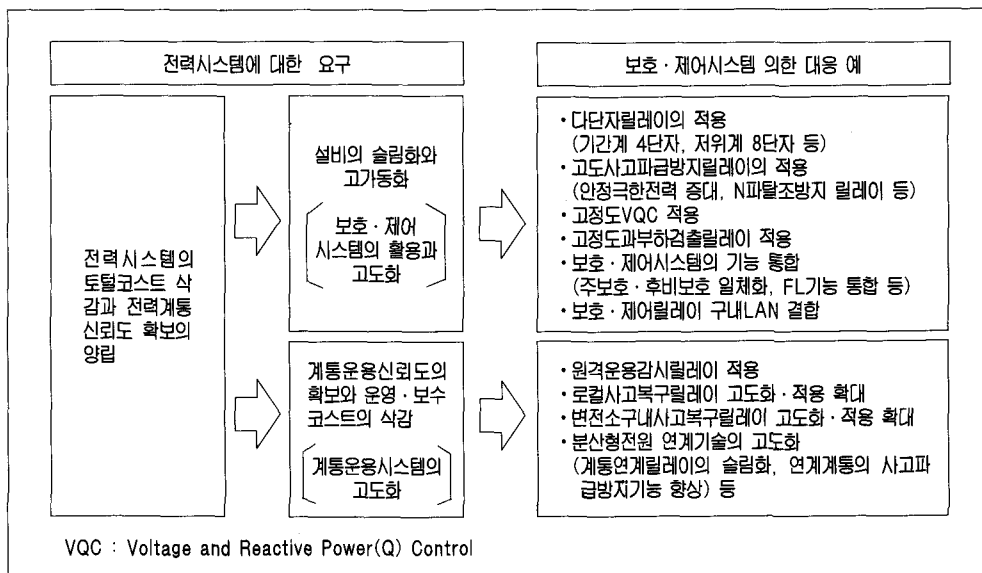 전력시스템에 대한 요구
보호·제어시스템 의한 대응 예
전력시스템의
토털코스트 삭
감과 전력계통
신뢰도 확보의
양립
설비의 슬림화와
고가동화
보호·제어
시스템의 활용과
고도화
·다단자릴레이의 적용
(기간계 4단자, 저위계 8단자 등)
·고도사고파급방지릴레이의 적용
(안정극한전력 증대, N파탈조방지 릴레이 등)
·고정도VQC 적용
·고정도과부하검출릴레이 적용
·보호·제어시스템의 기능 통합
(주보호·후비보호 일체화, FL기능 통합 등)
·보호·제어릴레이 구내LAN 결합
계통운용신뢰도의
확보와 운영·보수
코스트의 삭감
계통운용시스템의
고도화
·원격운용감시릴레이 적용
·로컬사고복구릴레이 고도화·적용 확대
·변전소구내사고복구릴레이 고도화·적용 확대
·분산형전원 연계기술의 고도화
(계통연계릴레이의 슬림화, 연계계통의 사고파
급방지기능 향상) 등
VQC : Voltage and Reactive Power(Q) Control